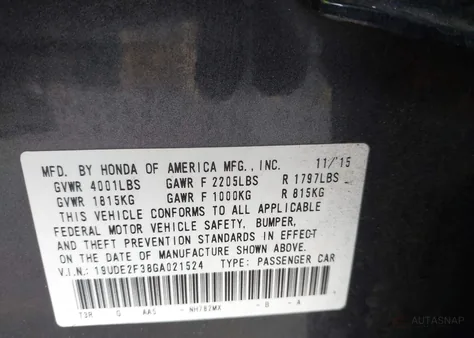 MFD. BY HONDA OF AMERICA MFG., INC. 11/15
GVWR 4001LBS GAWR F 2205LBS R 1797LBS
GVWR 1815KG GAWR F 1000KG R 815KG
THIS VEHICLE CONFORMS TO ALL APPLICABLE
FEDERAL MOTOR VEHICLE SAFETY, BUMPER,
AND THEFT PREVENTION STANDARDS IN EFFECT
ON THE DATE OF MANUFACTURE SHOWN ABOVE.
V.I.N.: 19UDE2F38GA021524 TYPE: PASSENGER CAR
AUTASNAP